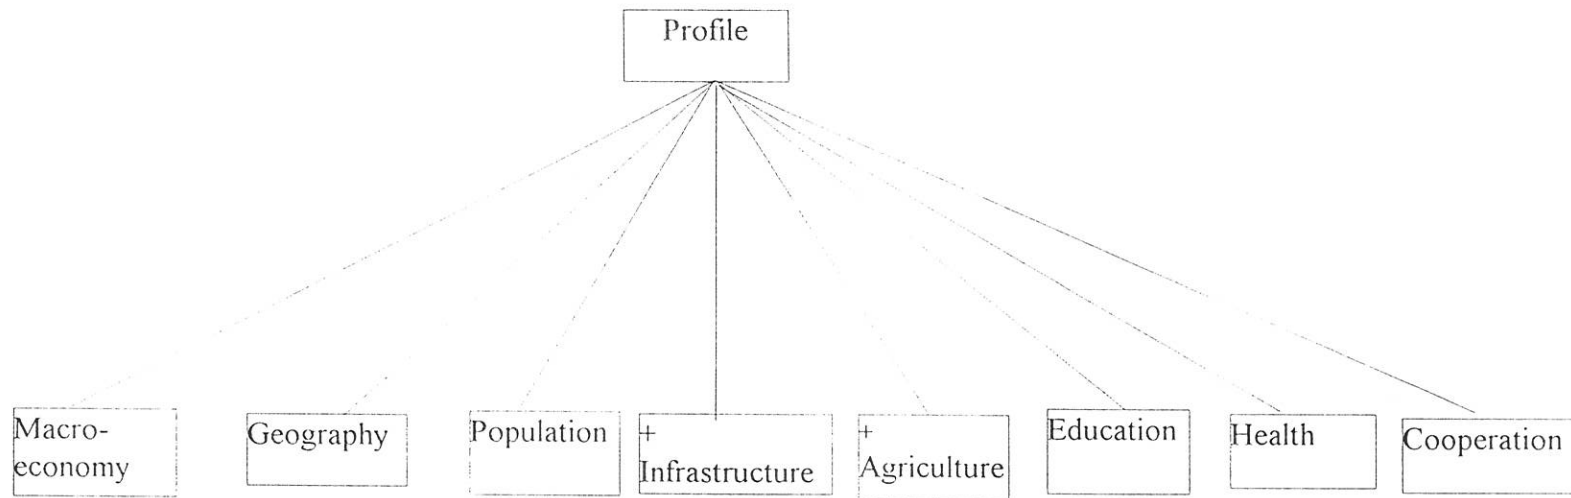 Profile
Macro-
economy
Geography
Population
+
Infrastructure
+
Agriculture
Education
Health
Cooperation